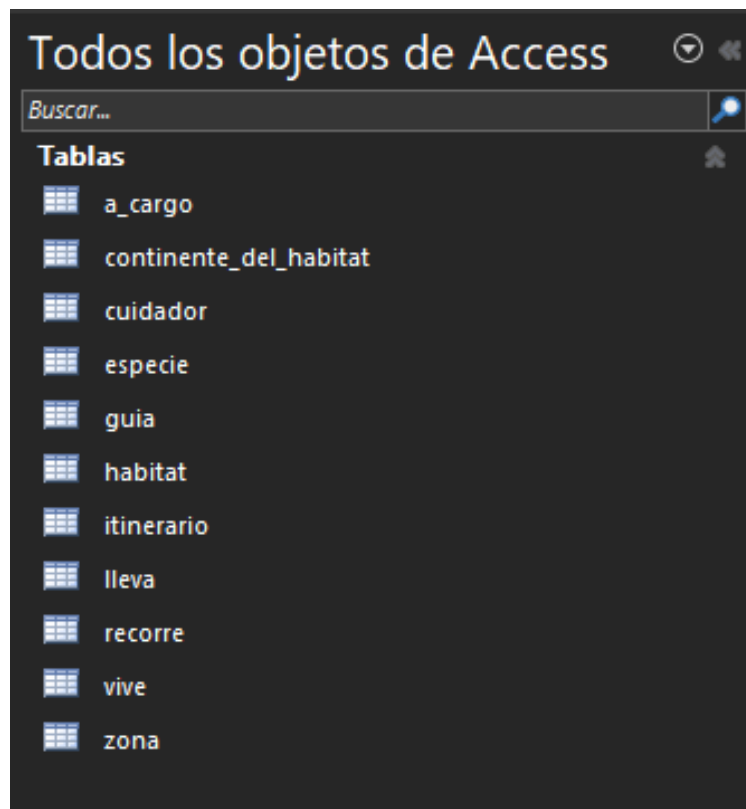 Todos los objetos de Access
Buscar...
Tablas
a_cargo
continente_del_habitat
cuidador
especie
guia
habitat
itinerario
lleva
recorre
vive
zona